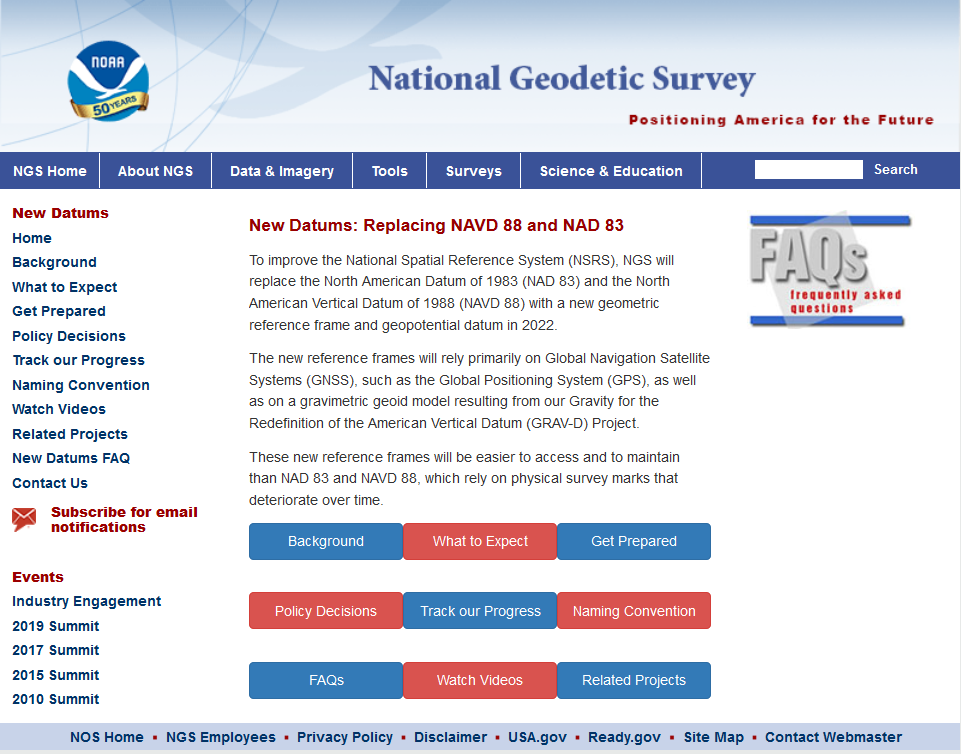 NOAA
50 YEARS
National Geodetic Survey
Positioning America for the Future
NGS Home
About NGS
Data & Imagery
Tools
Surveys
Science & Education
Search
New Datums
Home
Background
What to Expect
Get Prepared
Policy Decisions
Track our Progress
Naming Convention
Watch Videos
Related Projects
New Datums FAQ
Contact Us
Subscribe for email
notifications
Events
Industry Engagement
2019 Summit
2017 Summit
2015 Summit
2010 Summit
New Datums: Replacing NAVD 88 and NAD 83
To improve the National Spatial Reference System (NSRS), NGS will
replace the North American Datum of 1983 (NAD 83) and the North
American Vertical Datum of 1988 (NAVD 88) with a new geometric
reference frame and geopotential datum in 2022.
The new reference frames will rely primarily on Global Navigation Satellite
Systems (GNSS), such as the Global Positioning System (GPS), as well
as on a gravimetric geoid model resulting from our Gravity for the
Redefinition of the American Vertical Datum (GRAV-D) Project.
These new reference frames will be easier to access and to maintain
than NAD 83 and NAVD 88, which rely on physical survey marks that
deteriorate over time.
Background
What to Expect
Get Prepared
Policy Decisions
Track our Progress
Naming Convention
FAQs
Watch Videos
Related Projects
FAQs
frequently asked
questions
NOS Home ▪ NGS Employees ▪ Privacy Policy ▪ Disclaimer ▪ USA.gov ▪ Ready.gov ▪ Site Map ▪ Contact Webmaster